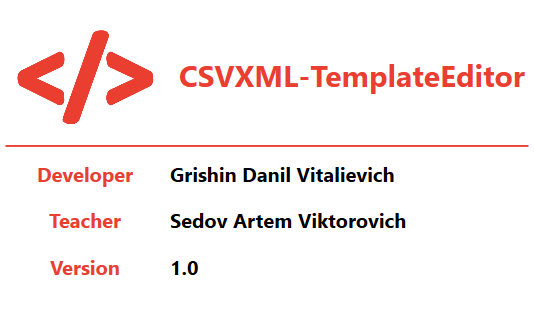 </> CSVXML-TemplateEditor
Developer Grishin Danil Vitalievich
Teacher Sedov Artem Viktorovich
Version 1.0